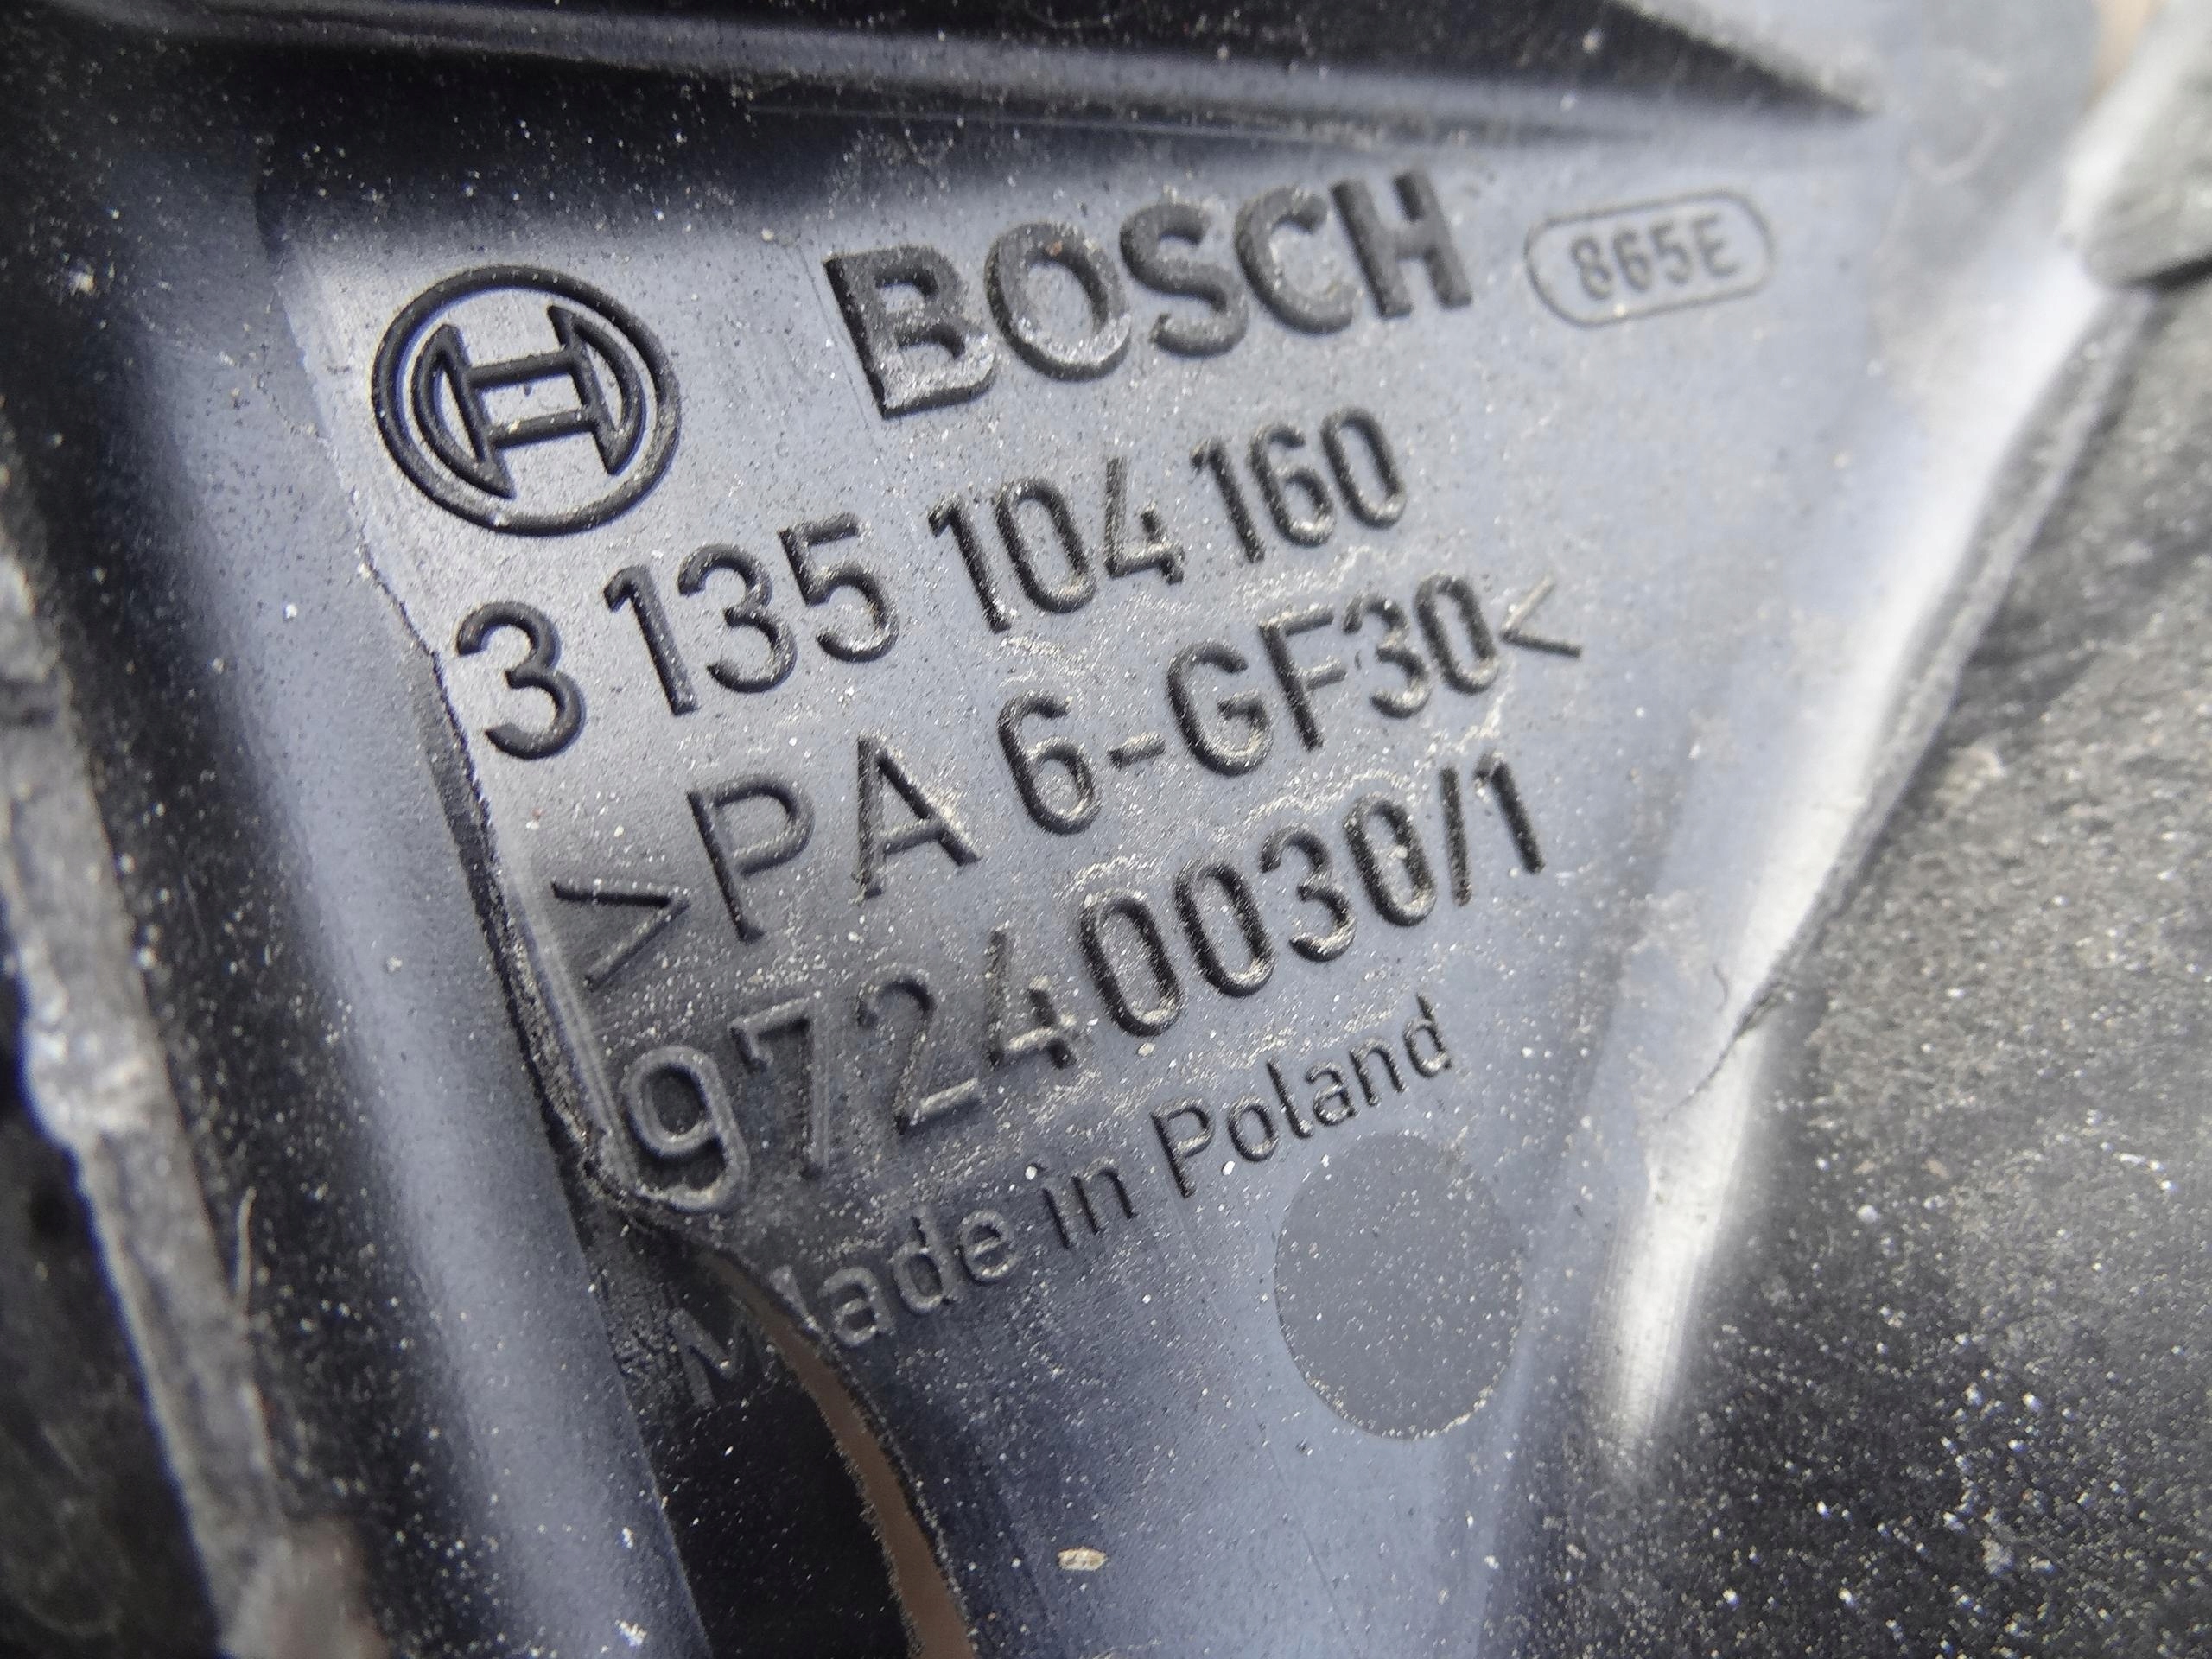 BOSCH 865E
3 135 104 160
>PA 6-GF30<
97240030/1
Made in Poland